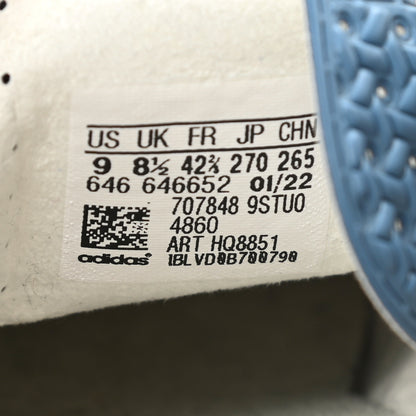 US UK FR JP CHN
9 8½ 42⅔ 270 265
646 646652 01/22
707848 9STU0
4860
ART HQ8851
adidas 1BLVD0B700790